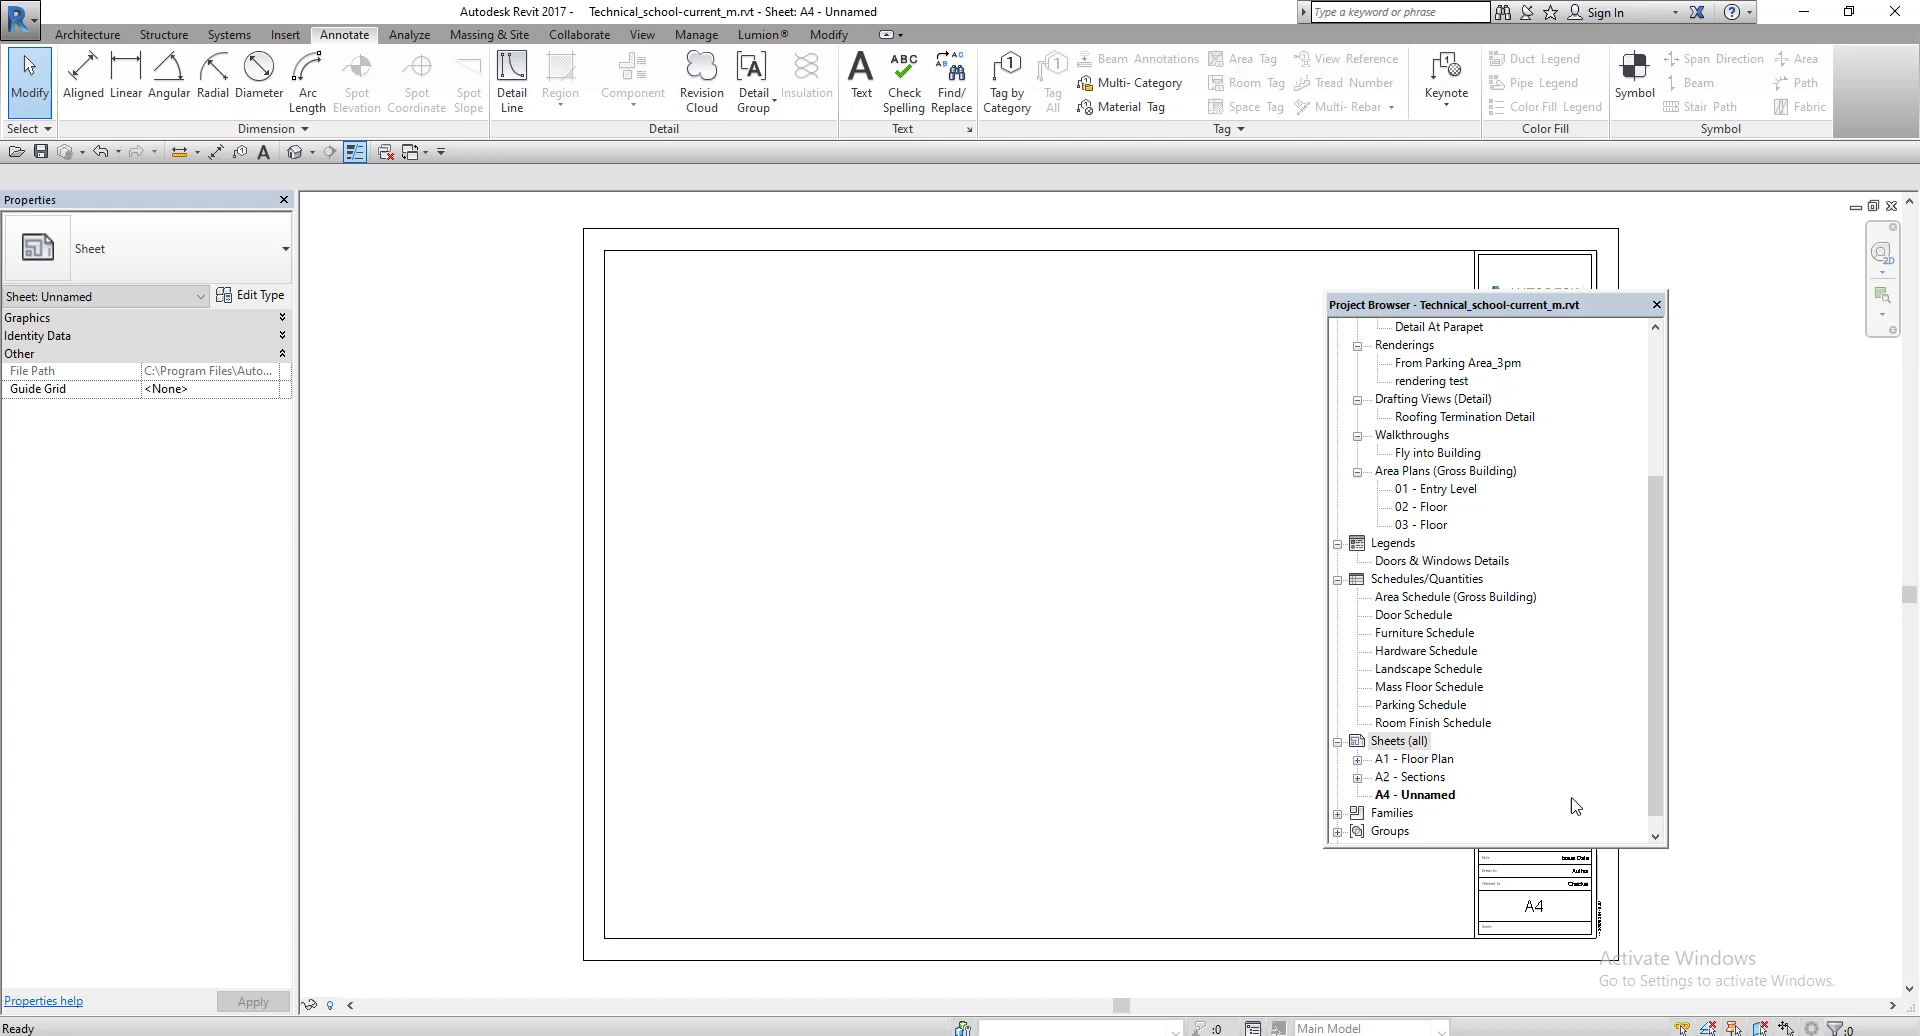 Autodesk Revit 2017 - Technical_school-current_m.rvt - Sheet: A4 - Unnamed
Type a keyword or phrase
Sign In
Architecture Structure Systems Insert Annotate Analyze Massing & Site Collaborate View Manage Lumion® Modify
Modify
Aligned Linear Angular Radial Diameter Arc Length Spot Elevation Spot Coordinate Spot Slope
Detail Line Region Component Revision Cloud Detail Group Insulation
Text Check Spelling Find/ Replace
Tag by Category Tag All
Beam Annotations Area Tag View Reference
Multi- Category Room Tag Tread Number
Material Tag Space Tag Multi- Rebar
Keynote
Duct Legend
Pipe Legend
Color Fill Legend
Symbol
Span Direction Area
Beam Path
Stair Path Fabric
Select Dimension Detail Text Tag Color Fill Symbol
Properties
Sheet
Sheet: Unnamed Edit Type
Graphics
Identity Data
Other
File Path C:\Program Files\Auto...
Guide Grid <None>
Properties help Apply
2D
Project Browser - Technical_school-current_m.rvt
Detail At Parapet
Renderings
From Parking Area_3pm
rendering test
Drafting Views (Detail)
Roofing Termination Detail
Walkthroughs
Fly into Building
Area Plans (Gross Building)
01 - Entry Level
02 - Floor
03 - Floor
Legends
Doors & Windows Details
Schedules/Quantities
Area Schedule (Gross Building)
Door Schedule
Furniture Schedule
Hardware Schedule
Landscape Schedule
Mass Floor Schedule
Parking Schedule
Room Finish Schedule
Sheets (all)
A1 - Floor Plan
A2 - Sections
A4 - Unnamed
Families
Groups
Issue Date
Author
Checker
A4
Activate Windows
Go to Settings to activate Windows.
Ready
:0
Main Model
:0